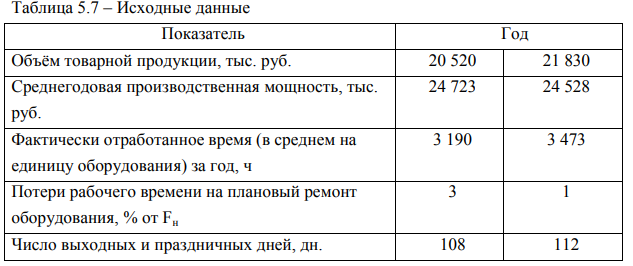 Таблица 5.7 – Исходные данные
Показатель Год
Объём товарной продукции, тыс. руб. 20 520 21 830
Среднегодовая производственная мощность, тыс. 24 723 24 528
руб.
Фактически отработанное время (в среднем на 3 190 3 473
единицу оборудования) за год, ч
Потери рабочего времени на плановый ремонт 3 1
оборудования, % от Fн
Число выходных и праздничных дней, дн. 108 112